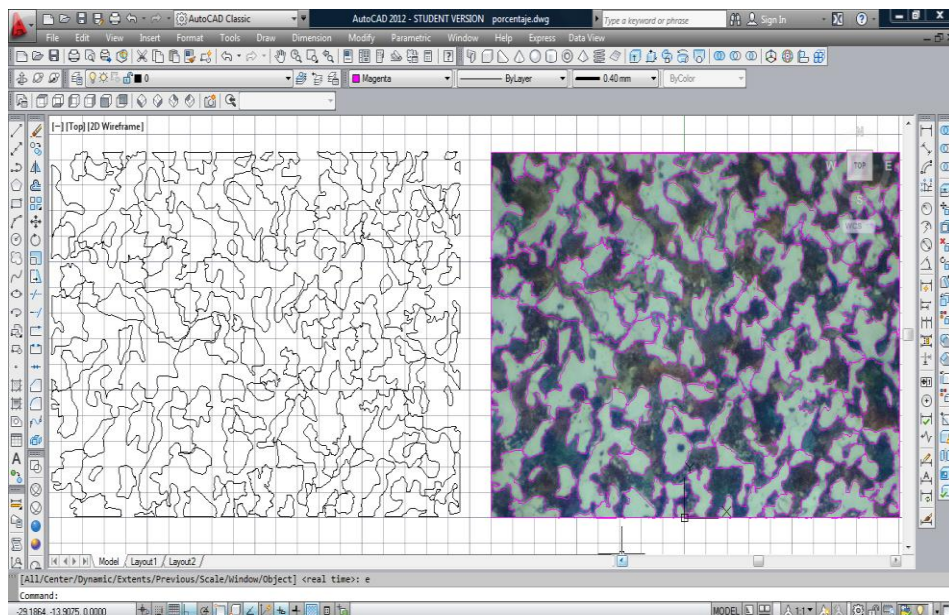 AutoCAD Classic
AutoCAD 2012 - STUDENT VERSION porcentaje.dwg
Type a keyword or phrase
Sign In
File Edit View Insert Format Tools Draw Dimension Modify Parametric Window Help Express Data View
0 Magenta ByLayer 0.40 mm ByColor
[−] [Top] [2D Wireframe]
W TOP E
S
WCS
X
Model Layout1 Layout2
[All/Center/Dynamic/Extents/Previous/Scale/Window/Object] <real time>: e
Command:
-29.1864, -13.9075, 0.0000 MODEL 1:1